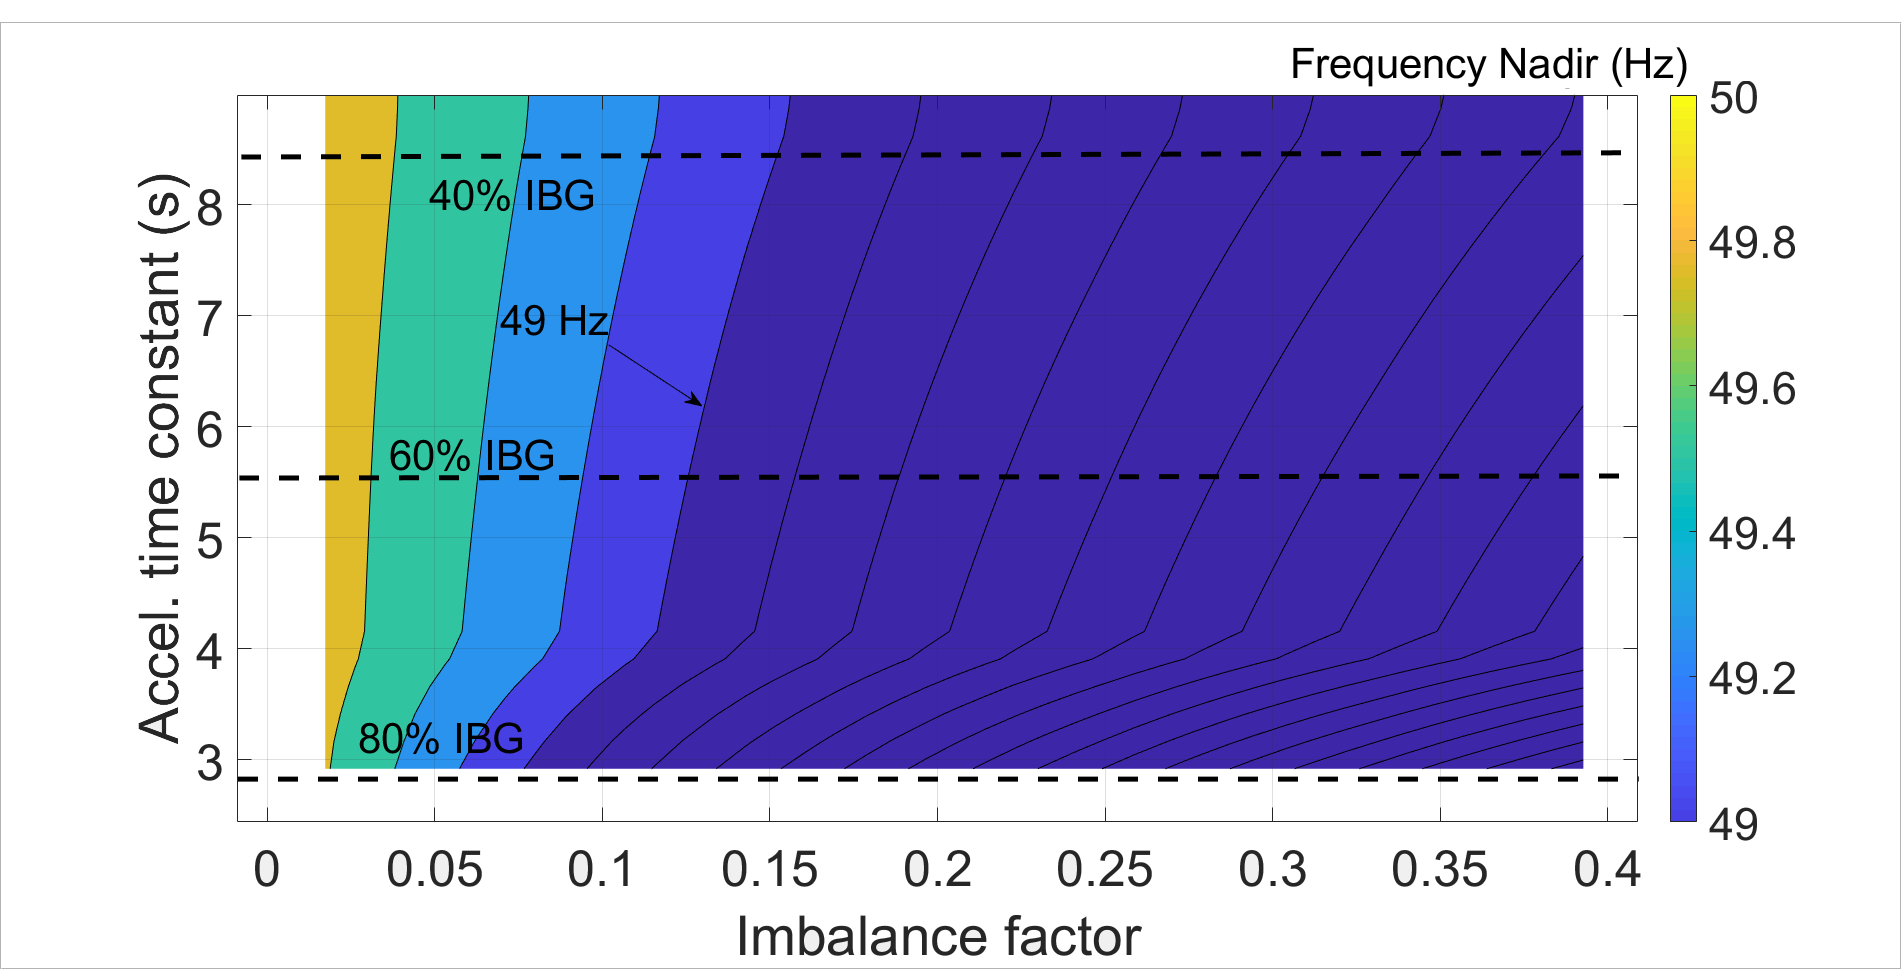 Frequency Nadir (Hz)
50
49.8
49.6
49.4
49.2
49
Accel. time constant (s)
8
7
6
5
4
3
40% IBG
49 Hz
60% IBG
80% IBG
0 0.05 0.1 0.15 0.2 0.25 0.3 0.35 0.4
Imbalance factor